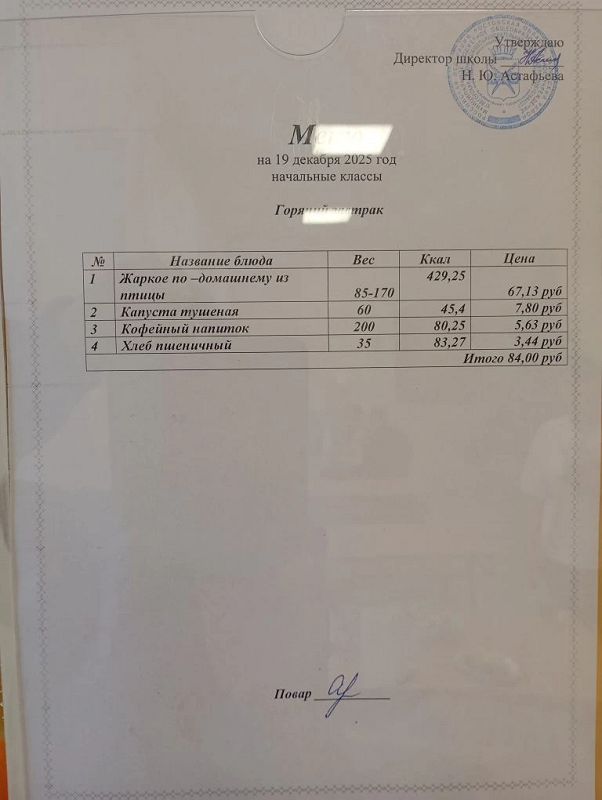 Утверждаю
Директор школы
Н. Ю. Астафьева
на 19 декабря 2025 год
начальные классы
Горячий завтрак
№ Название блюда Вес Ккал Цена
1 Жаркое по –домашнему из птицы 85-170 429,25 67,13 руб
2 Капуста тушеная 60 45,4 7,80 руб
3 Кофейный напиток 200 80,25 5,63 руб
4 Хлеб пшеничный 35 83,27 3,44 руб
Итого 84,00 руб
Повар